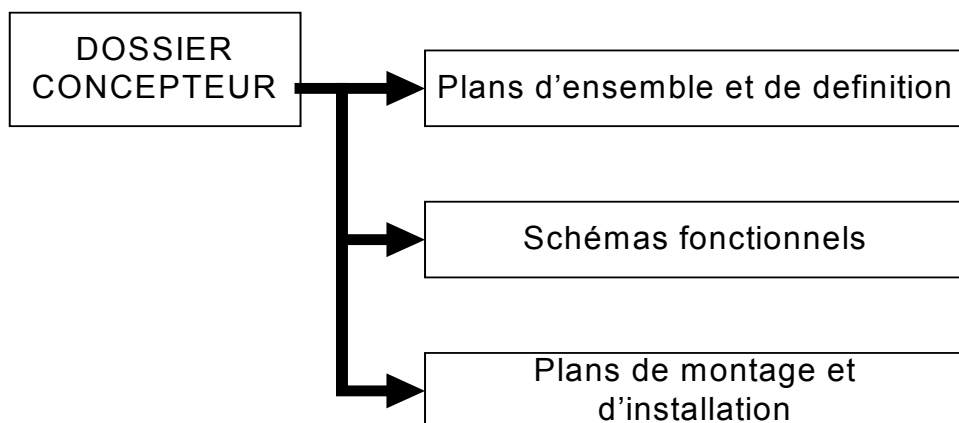 DOSSIER
CONCEPTEUR
Plans d’ensemble et de definition
Schémas fonctionnels
Plans de montage et
d’installation